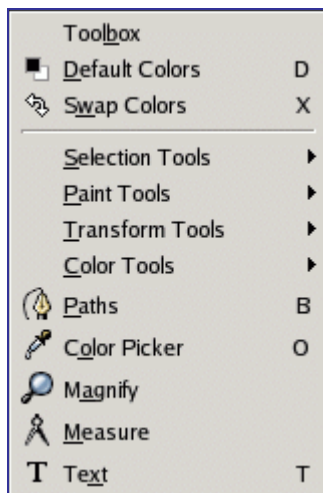 Toolbox
Default Colors D
Swap Colors X
Selection Tools
Paint Tools
Transform Tools
Color Tools
Paths B
Color Picker O
Magnify
Measure
T Text T